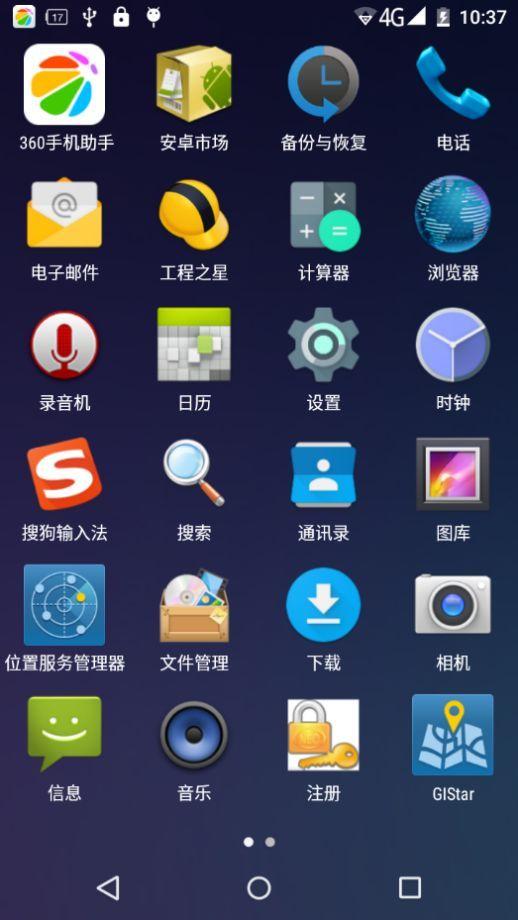 17 4G 10:37
360手机助手 安卓市场 备份与恢复 电话
电子邮件 工程之星 计算器 浏览器
录音机 日历 设置 时钟
搜狗输入法 搜索 通讯录 图库
位置服务管理器 文件管理 下载 相机
信息 音乐 注册 GIStar